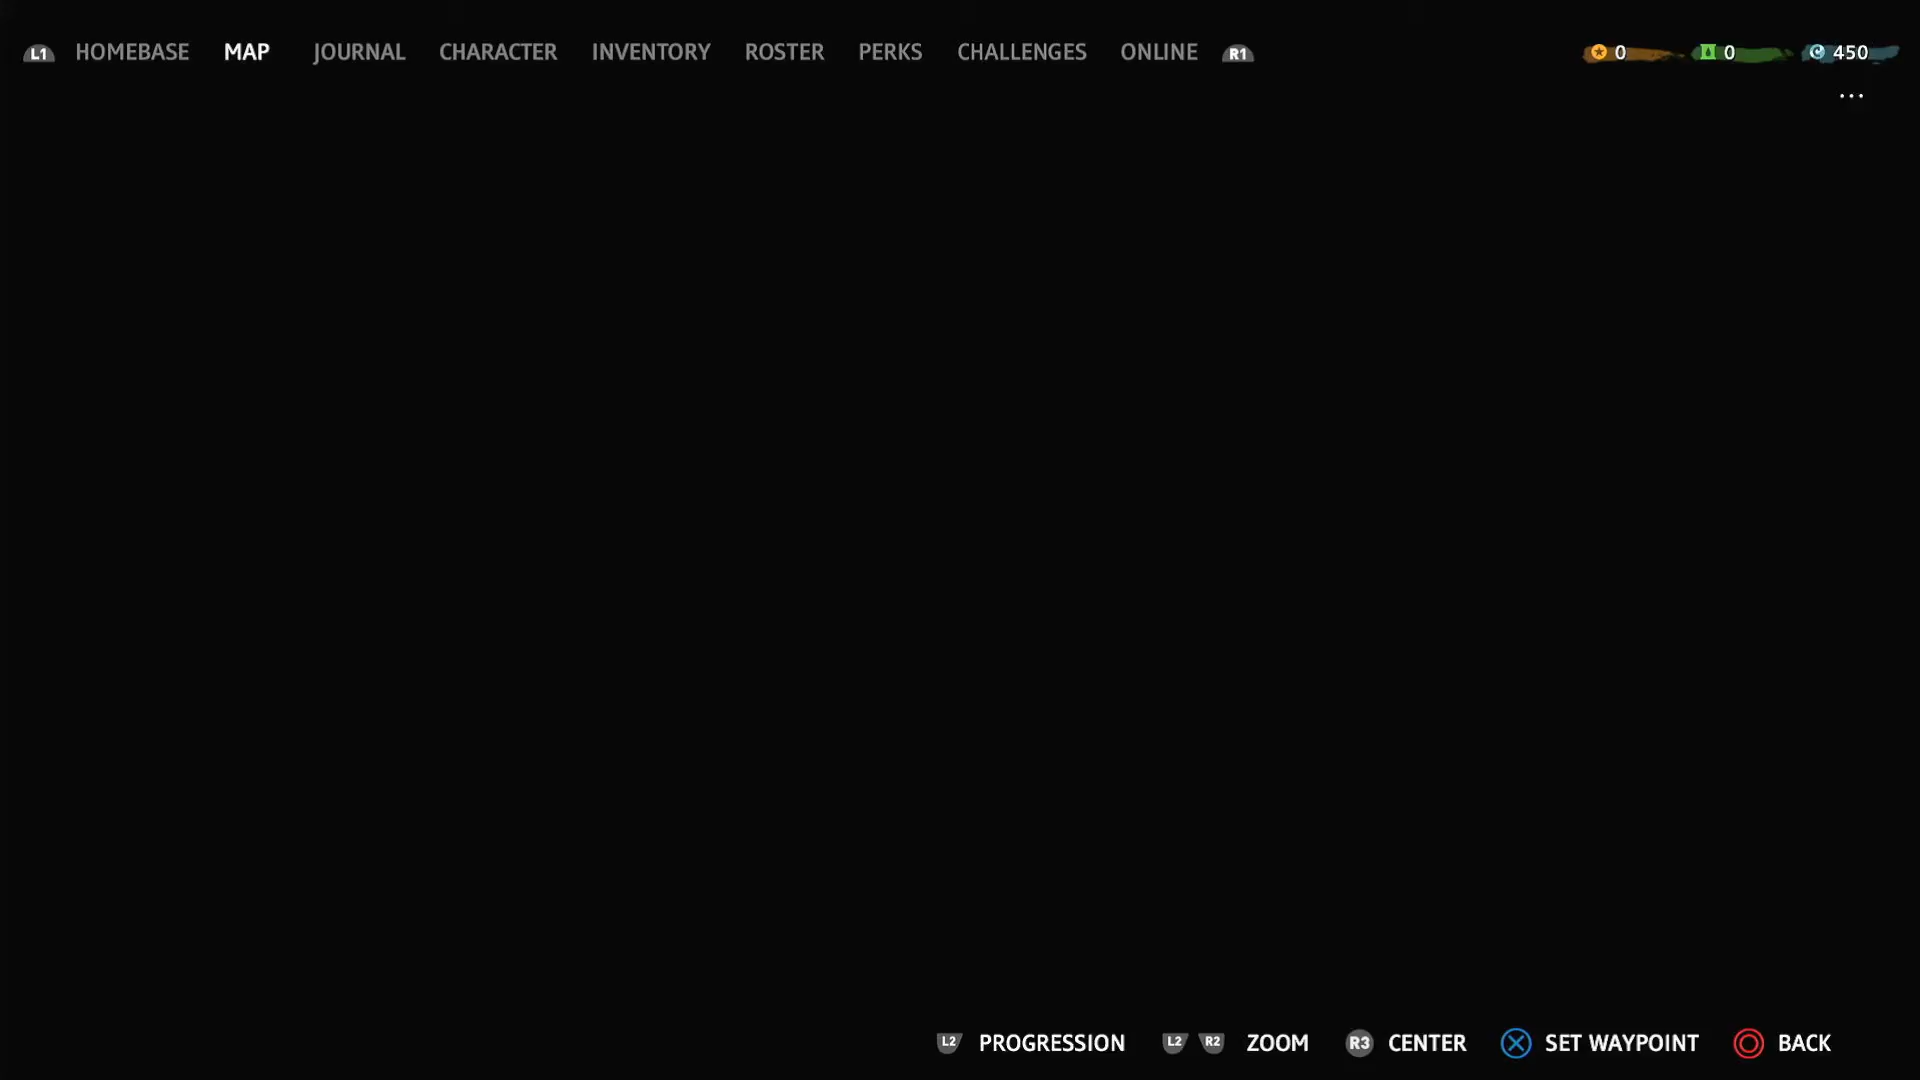 L1 HOMEBASE MAP JOURNAL CHARACTER INVENTORY ROSTER PERKS CHALLENGES ONLINE R1 0 0 450
...
L2 PROGRESSION L2 R2 ZOOM R3 CENTER SET WAYPOINT BACK